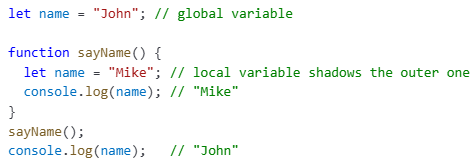 let name = "John"; // global variable
function sayName() {
let name = "Mike"; // local variable shadows the outer one
console.log(name); // "Mike"
}
sayName();
console.log(name);   // "John"